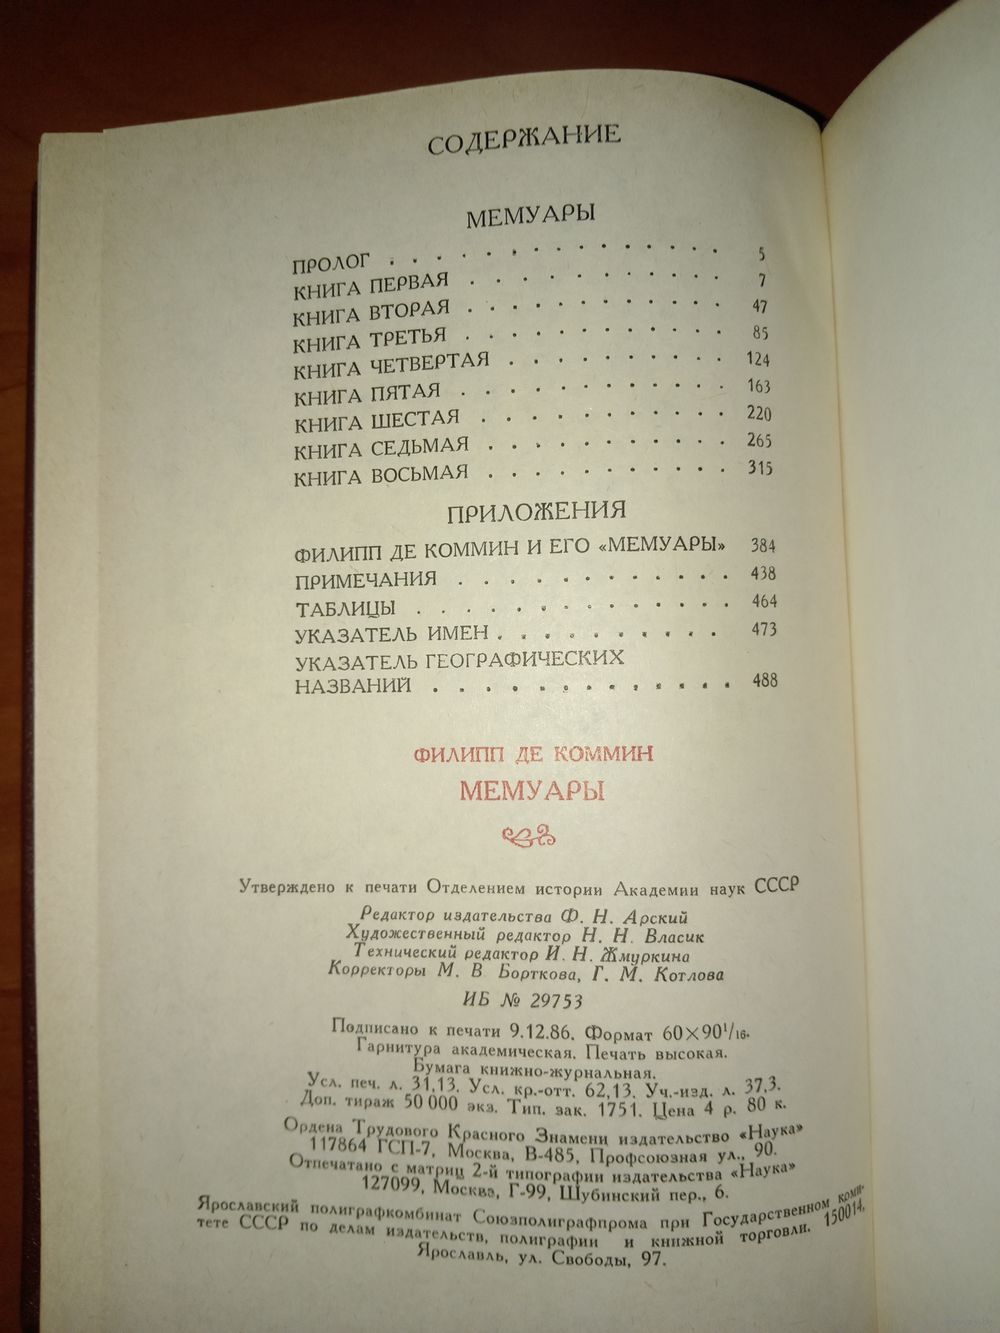 СОДЕРЖАНИЕ
МЕМУАРЫ
ПРОЛОГ . . . . . . . . . . . . . 5
КНИГА ПЕРВАЯ . . . . . . . . . . 7
КНИГА ВТОРАЯ . . . . . . . . . . 47
КНИГА ТРЕТЬЯ . . . . . . . . . . 85
КНИГА ЧЕТВЕРТАЯ . . . . . . . . . 124
КНИГА ПЯТАЯ . . . . . . . . . . . 163
КНИГА ШЕСТАЯ . . . . . . . . . . 220
КНИГА СЕДЬМАЯ . . . . . . . . . . 265
КНИГА ВОСЬМАЯ . . . . . . . . . . 315
ПРИЛОЖЕНИЯ
ФИЛИПП ДЕ КОММИН И ЕГО «МЕМУАРЫ» 384
ПРИМЕЧАНИЯ . . . . . . . . . . . 438
ТАБЛИЦЫ . . . . . . . . . . . . . 464
УКАЗАТЕЛЬ ИМЕН . . . . . . . . . 473
УКАЗАТЕЛЬ ГЕОГРАФИЧЕСКИХ
НАЗВАНИЙ . . . . . . . . . . . . 488
ФИЛИПП ДЕ КОММИН
МЕМУАРЫ
Утверждено к печати Отделением истории Академии наук СССР
Редактор издательства Ф. Н. Арский
Художественный редактор Н. Н. Власик
Технический редактор И. Н. Жмуркина
Корректоры М. В. Борткова, Г. М. Котлова
ИБ № 29753
Подписано к печати 9.12.86. Формат 60×90¹/₁₆.
Гарнитура академическая. Печать высокая.
Бумага книжно-журнальная.
Усл. печ. л. 31,13. Усл. кр.-отт. 62,13. Уч.-изд. л. 37,3.
Доп. тираж 50 000 экз. Тип. зак. 1751. Цена 4 р. 80 к.
Ордена Трудового Красного Знамени издательство «Наука»
117864 ГСП-7, Москва, В-485, Профсоюзная ул., 90.
Отпечатано с матриц 2-й типографии издательства «Наука»
127099, Москва, Г-99, Шубинский пер., 6.
Ярославский полиграфкомбинат Союзполиграфпрома при Государственном коми-
тете СССР по делам издательств, полиграфии и книжной торговли. 150014,
Ярославль, ул. Свободы, 97.